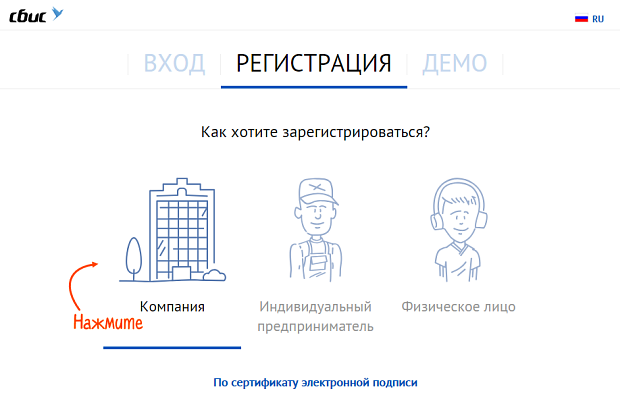 сбис
RU
ВХОД
РЕГИСТРАЦИЯ
ДЕМО
Как хотите зарегистрироваться?
Нажмите
Компания
Индивидуальный
предприниматель
Физическое лицо
По сертификату электронной подписи